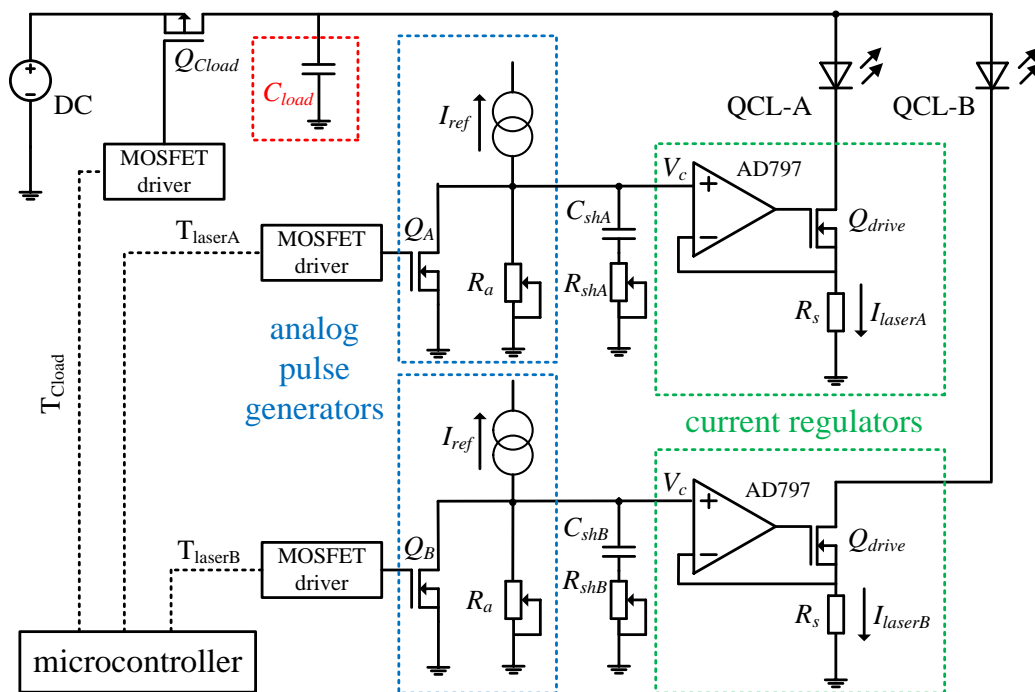 Q_Cload
C_load
DC
MOSFET
driver
I_ref
QCL-A
QCL-B
V_c
AD797
+
−
Q_drive
T_laserA
MOSFET
driver
Q_A
R_a
C_shA
R_shA
R_s
I_laserA
analog
pulse
generators
T_Cload
I_ref
current regulators
V_c
AD797
+
−
Q_drive
T_laserB
MOSFET
driver
Q_B
R_a
C_shB
R_shB
R_s
I_laserB
microcontroller